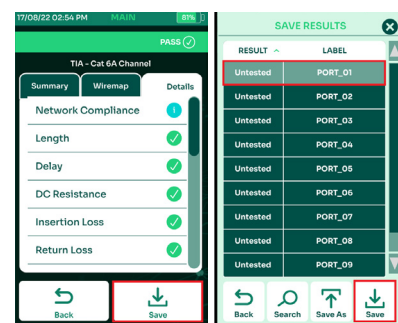 17/08/22 02:54 PM MAIN 81%
PASS
TIA - Cat 6A Channel
Summary Wiremap Details
Network Compliance
Length
Delay
DC Resistance
Insertion Loss
Return Loss
Back Save
SAVE RESULTS
RESULT LABEL
Untested PORT_01
Untested PORT_02
Untested PORT_03
Untested PORT_04
Untested PORT_05
Untested PORT_06
Untested PORT_07
Untested PORT_08
Untested PORT_09
Back Search Save As Save